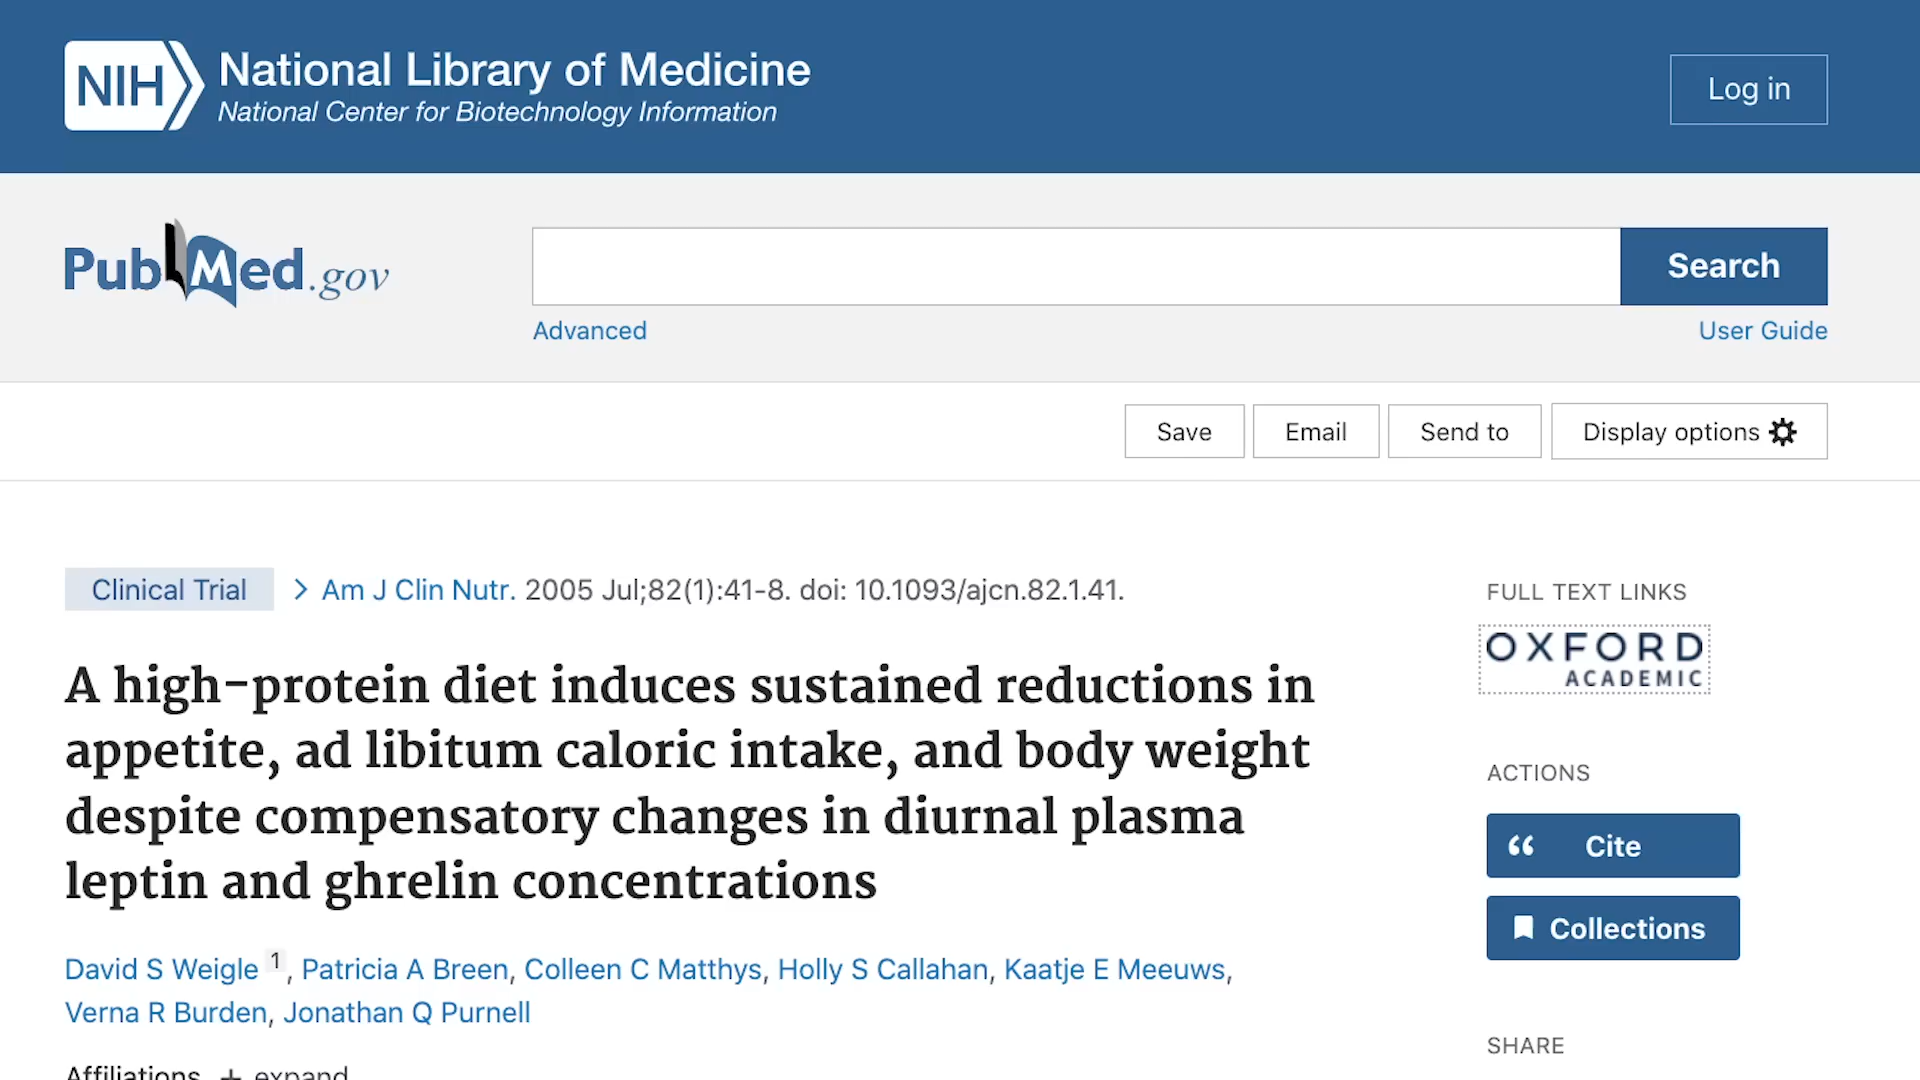 NIH National Library of Medicine
National Center for Biotechnology Information
Log in
PubMed.gov
Search
Advanced
User Guide
Save
Email
Send to
Display options
Clinical Trial > Am J Clin Nutr. 2005 Jul;82(1):41-8. doi: 10.1093/ajcn.82.1.41.
A high-protein diet induces sustained reductions in
appetite, ad libitum caloric intake, and body weight
despite compensatory changes in diurnal plasma
leptin and ghrelin concentrations
David S Weigle 1, Patricia A Breen, Colleen C Matthys, Holly S Callahan, Kaatje E Meeuws,
Verna R Burden, Jonathan Q Purnell
Affiliations + expand
FULL TEXT LINKS
OXFORD
ACADEMIC
ACTIONS
“ Cite
Collections
SHARE